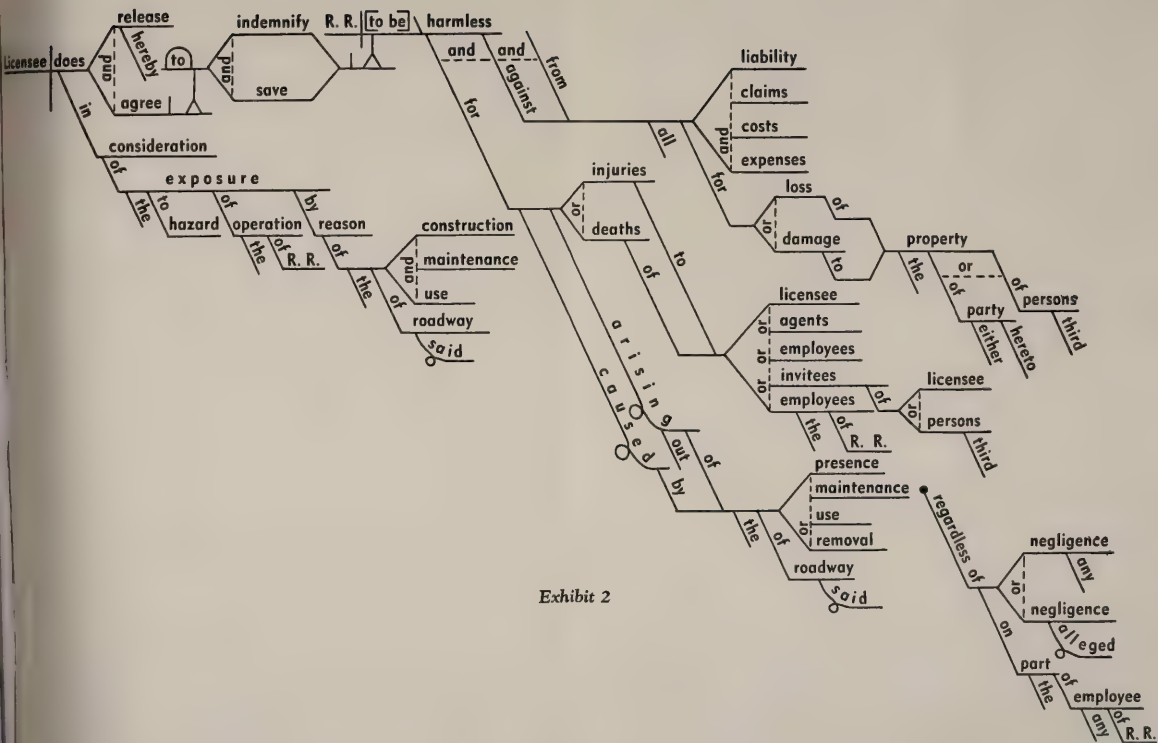 Licensee
does
release
hereby
and
agree
to
indemnify
and
save
R. R.
[to be]
harmless
and
and
against
from
all
liability
claims
costs
and
expenses
for
loss
or
damage
of
to
property
the
or
of
party
either
hereto
of
persons
third
in
consideration
of
exposure
the
to
hazard
of
operation
the
of
R. R.
by
reason
of
the
of
construction
and
maintenance
use
roadway
said
for
injuries
or
deaths
to
of
licensee
or
agents
or
employees
or
invitees
employees
the
of
R. R.
of
licensee
or
persons
third
arising
out
of
caused
by
the
of
presence
maintenance
use
or
removal
roadway
said
regardless of
negligence
any
or
negligence
alleged
on
part
the
of
employee
any
of
R. R.
Exhibit 2